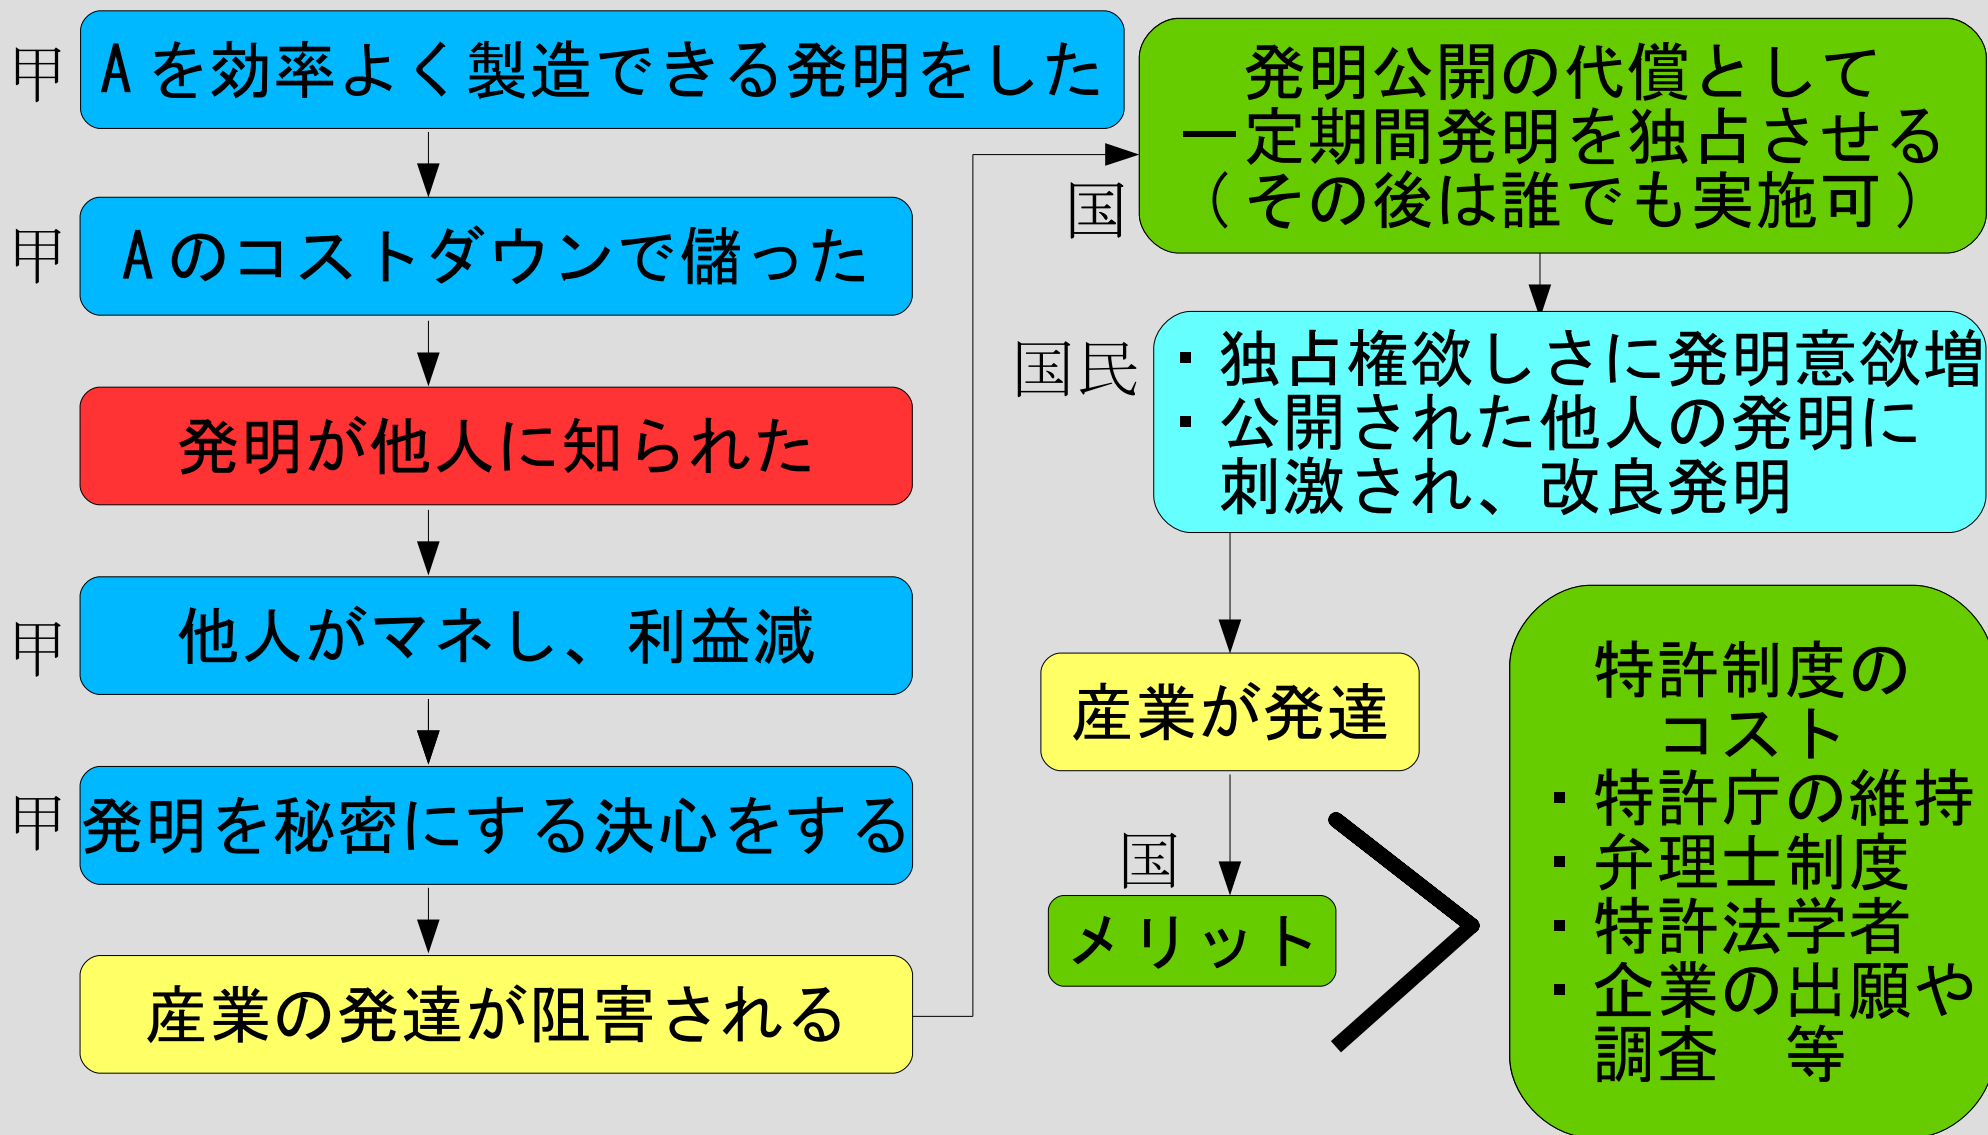 甲
Aを効率よく製造できる発明をした
甲
Aのコストダウンで儲った
発明が他人に知られた
甲
他人がマネし、利益減
甲
発明を秘密にする決心をする
産業の発達が阻害される
国
発明公開の代償として
一定期間発明を独占させる
(その後は誰でも実施可)
国民
・独占権欲しさに発明意欲増
・公開された他人の発明に
刺激され、改良発明
産業が発達
国
メリット
特許制度の
コスト
・特許庁の維持
・弁理士制度
・特許法学者
・企業の出願や
調査 等